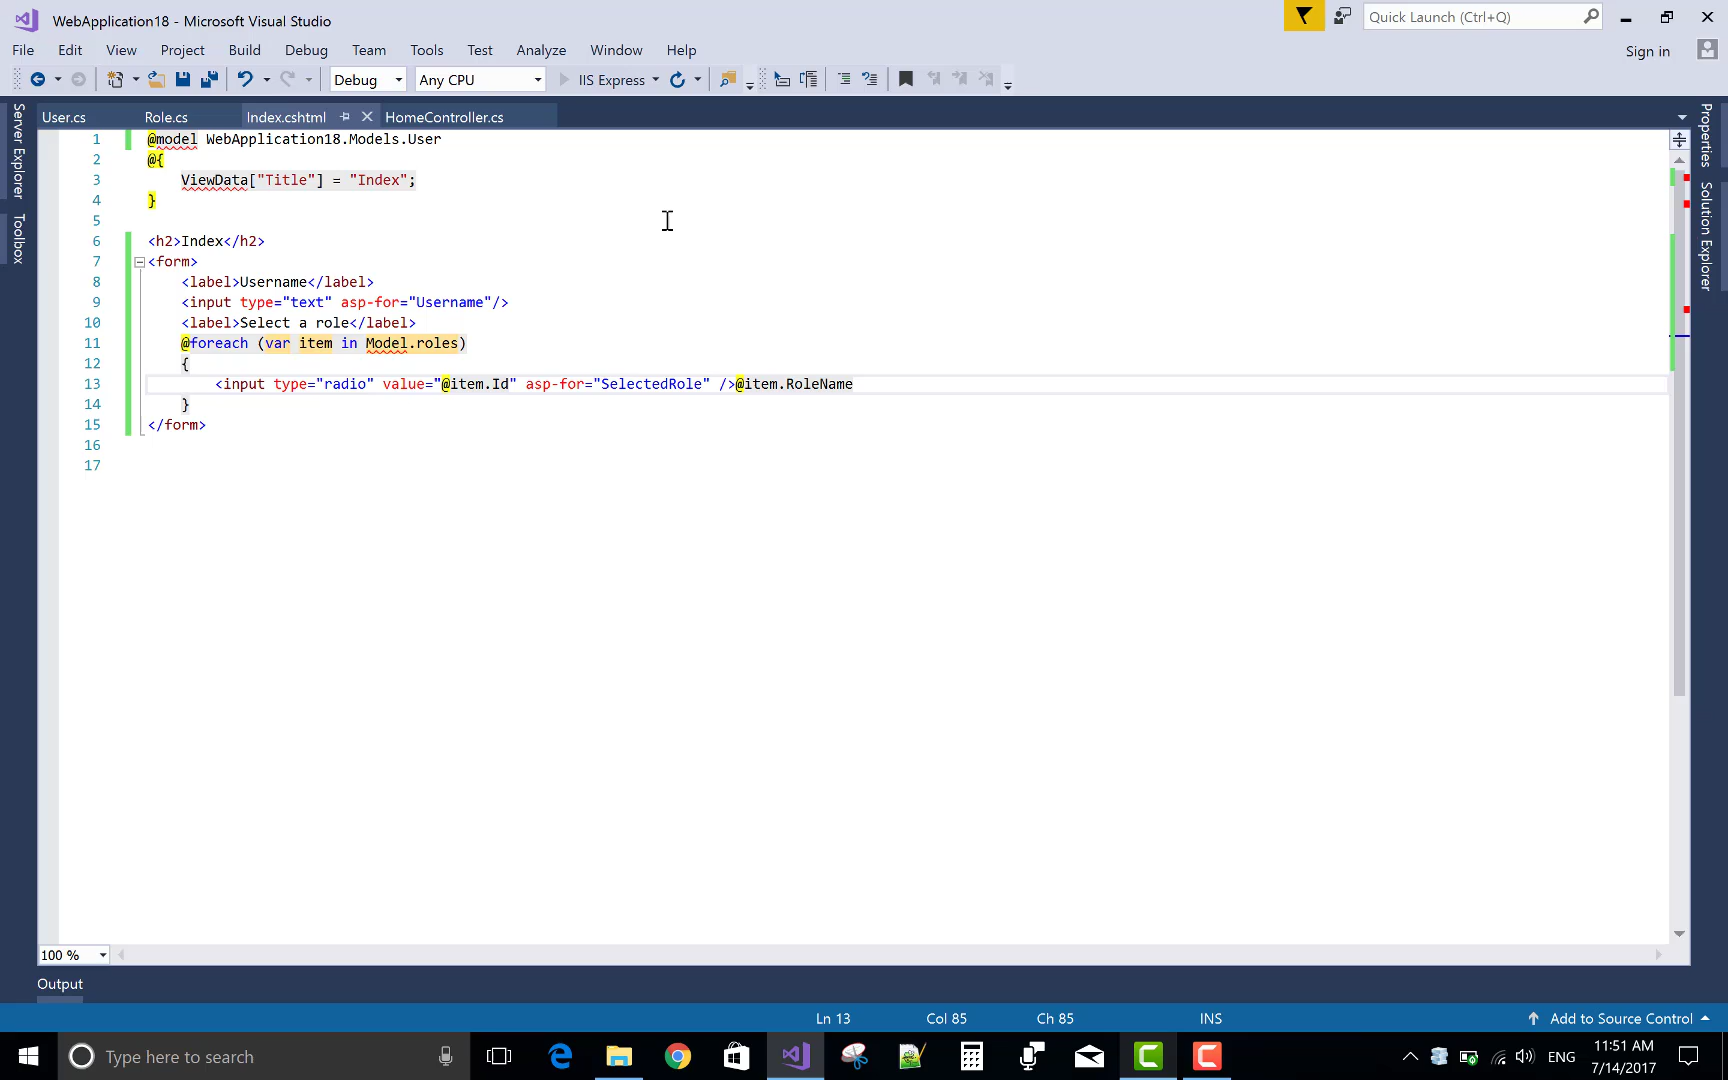 WebApplication18 - Microsoft Visual Studio
Quick Launch (Ctrl+Q)
File Edit View Project Build Debug Team Tools Test Analyze Window Help
Sign in
Debug Any CPU IIS Express
Server Explorer
Toolbox
Properties
Solution Explorer
User.cs Role.cs Index.cshtml HomeController.cs
1 @model WebApplication18.Models.User
2 @{
3 ViewData["Title"] = "Index";
4 }
5
6 <h2>Index</h2>
7 <form>
8 <label>Username</label>
9 <input type="text" asp-for="Username"/>
10 <label>Select a role</label>
11 @foreach (var item in Model.roles)
12 {
13 <input type="radio" value="@item.Id" asp-for="SelectedRole" />@item.RoleName
14 }
15 </form>
16
17
100 %
Output
Ln 13 Col 85 Ch 85 INS Add to Source Control
Type here to search
ENG
11:51 AM
7/14/2017